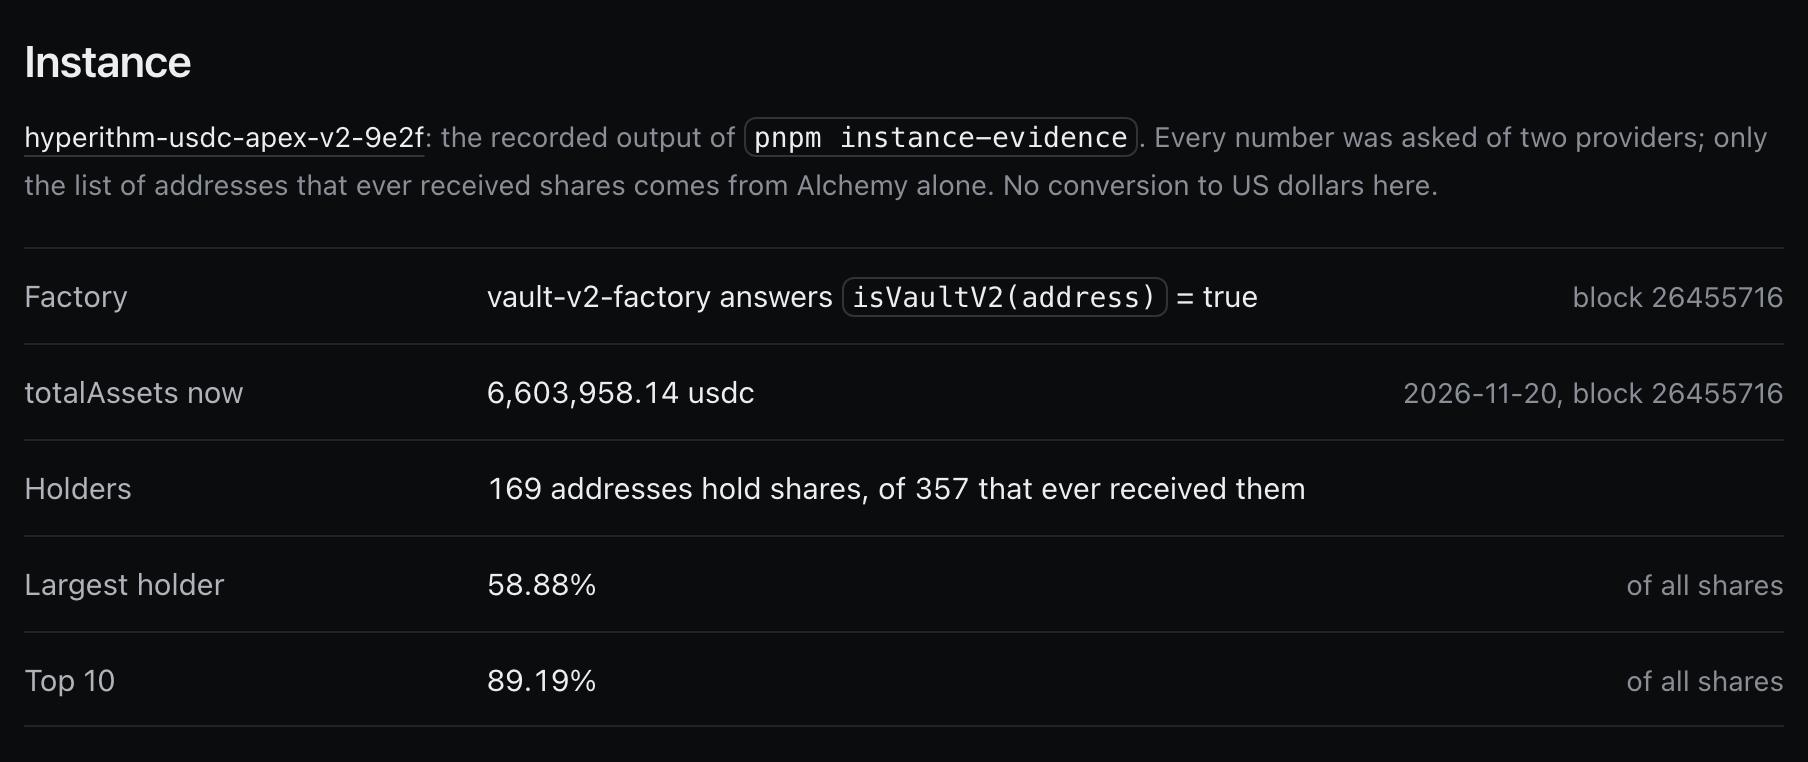 Instance
hyperithm-usdc-apex-v2-9e2f: the recorded output of pnpm instance-evidence. Every number was asked of two providers; only
the list of addresses that ever received shares comes from Alchemy alone. No conversion to US dollars here.
Factory vault-v2-factory answers isVaultV2(address) = true block 26455716
totalAssets now 6,603,958.14 usdc 2026-11-20, block 26455716
Holders 169 addresses hold shares, of 357 that ever received them
Largest holder 58.88% of all shares
Top 10 89.19% of all shares